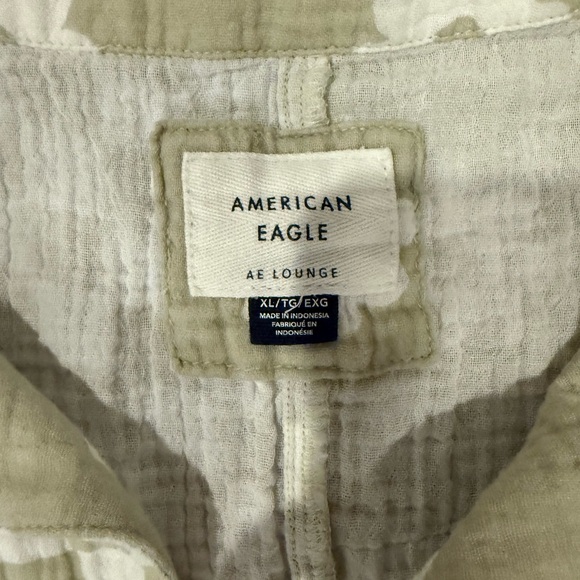 AMERICAN
EAGLE
AE LOUNGE
XL/TG/EXG
MADE IN INDONESIA
FABRIQUÉ EN
INDONÉSIE